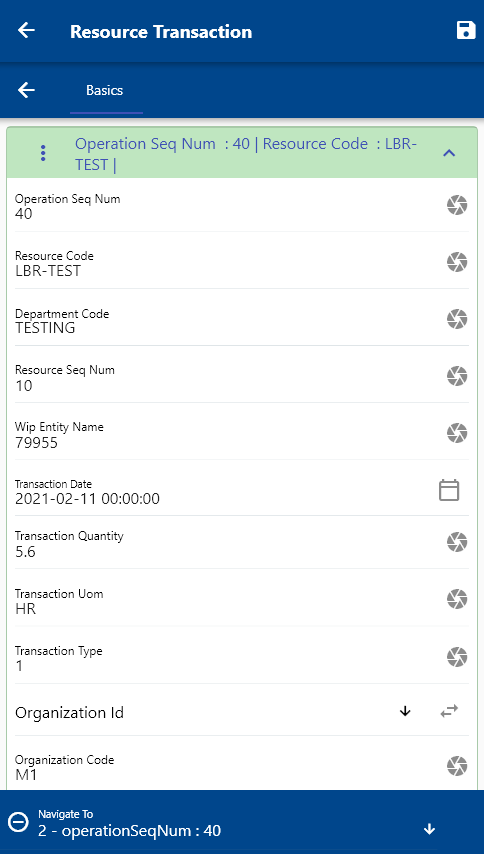 Resource Transaction
Basics
Operation Seq Num : 40 | Resource Code : LBR-
TEST |
Operation Seq Num
40
Resource Code
LBR-TEST
Department Code
TESTING
Resource Seq Num
10
Wip Entity Name
79955
Transaction Date
2021-02-11 00:00:00
Transaction Quantity
5.6
Transaction Uom
HR
Transaction Type
1
Organization Id
Organization Code
M1
Navigate To
2 - operationSeqNum : 40